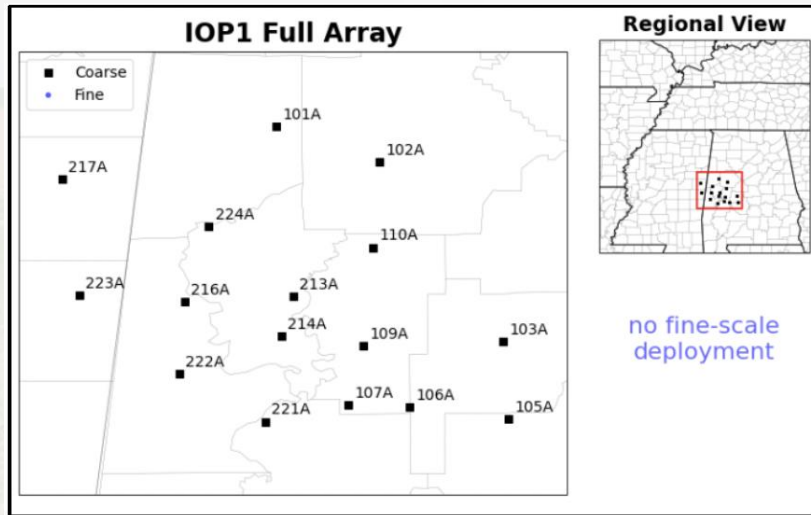 IOP1 Full Array
Regional View
Coarse
Fine
101A
102A
217A
224A
110A
223A
216A
213A
214A
109A
103A
222A
107A
106A
221A
105A
no fine-scale
deployment